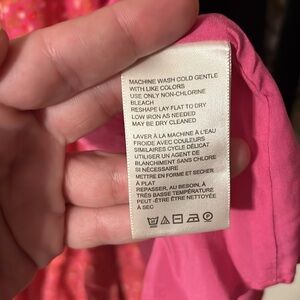 MACHINE WASH COLD GENTLE
WITH LIKE COLORS
USE ONLY NON-CHLORINE
BLEACH
RESHAPE LAY-FLAT TO DRY
LOW IRON AS NEEDED
MAY BE DRY CLEANED
LAVER À LA MACHINE À L'EAU
FROIDE AVEC COULEURS
SIMILAIRES CYCLE DÉLICAT
UTILISER UN AGENT DE
BLANCHIMENT SANS CHLORE
SI NÉCESSAIRE
METTRE EN FORME ET SÉCHER
À PLAT
REPASSER, AU BESOIN, À
TRÈS BASSE TEMPÉRATURE
PEUT -ÊTRE ÊTRE NETTOYÉE
À SEC